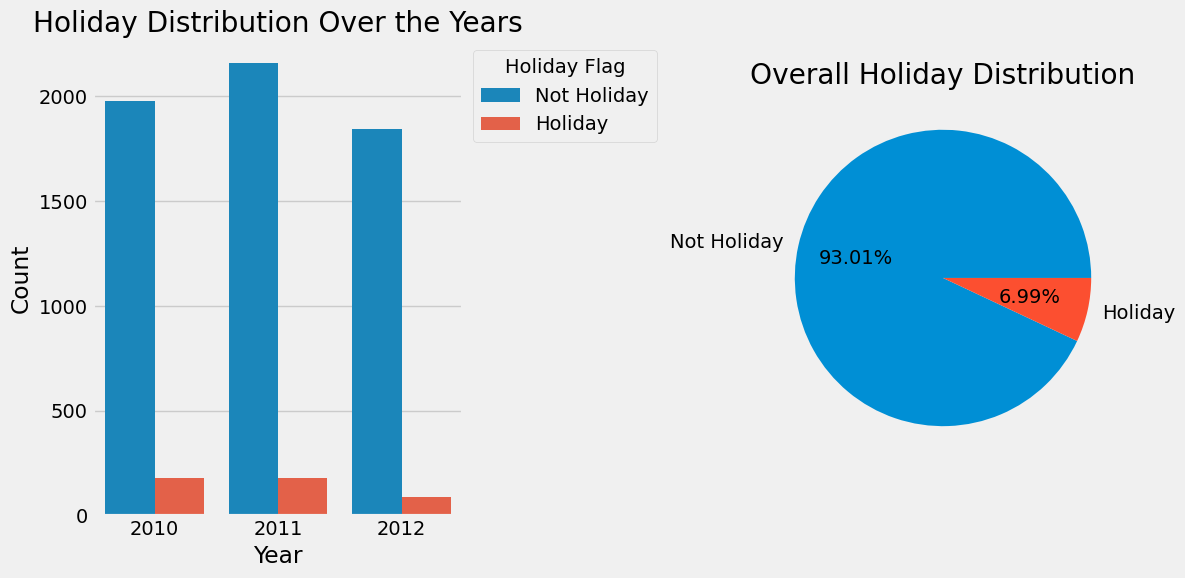 Holiday Distribution Over the Years
Holiday Flag
Not Holiday
Holiday
Count
2000
1500
1000
500
0
2010 2011 2012
Year
Overall Holiday Distribution
Not Holiday
93.01%
6.99%
Holiday